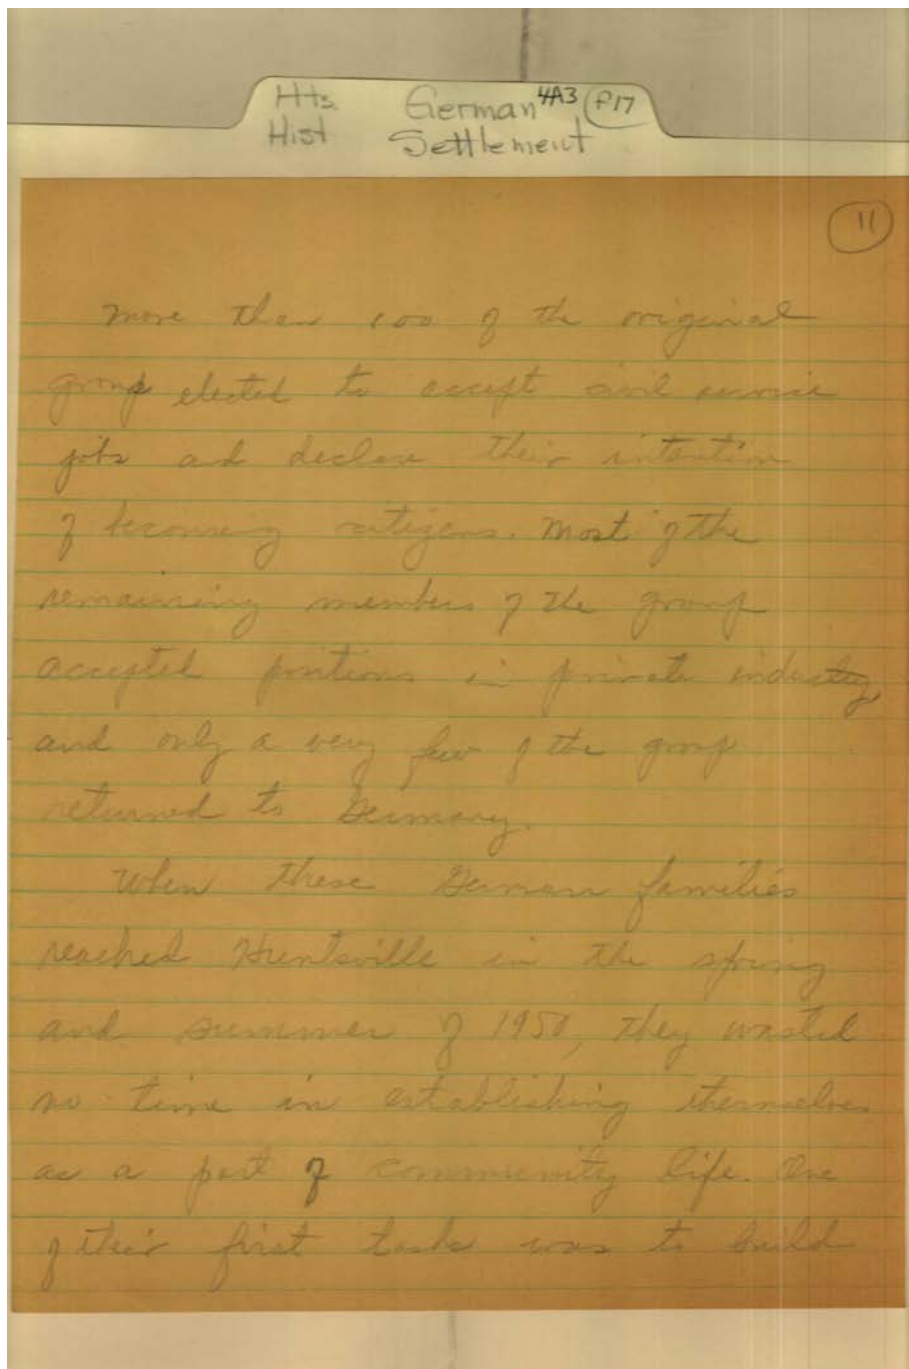 Hts. German 4A3 P17
Hist Settlement
11
More than 100 of the original
group elected to accept civil service
jobs and declare their intention
of becoming citizens. Most of the
remaining members of the group
accepted positions in private industry,
and only a very few of the group
returned to Germany.
When these German families
reached Huntsville in the spring
and summer of 1950, they wasted
no time in establishing themselves
as a part of community life. One
of their first tasks was to build